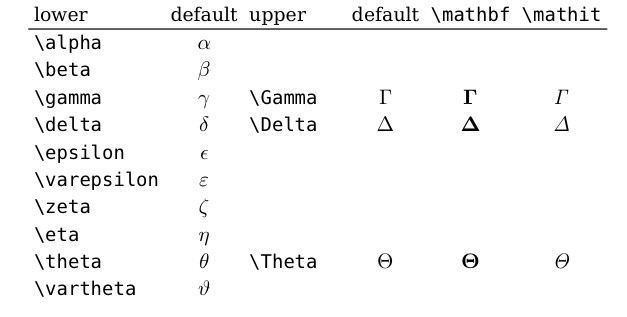 lower default upper default \mathbf \mathit
\alpha α
\beta β
\gamma γ \Gamma Γ 𝚪 𝛤
\delta δ \Delta Δ 𝚫 𝛥
\epsilon ϵ
\varepsilon ε
\zeta ζ
\eta η
\theta θ \Theta Θ 𝚯 𝛩
\vartheta ϑ